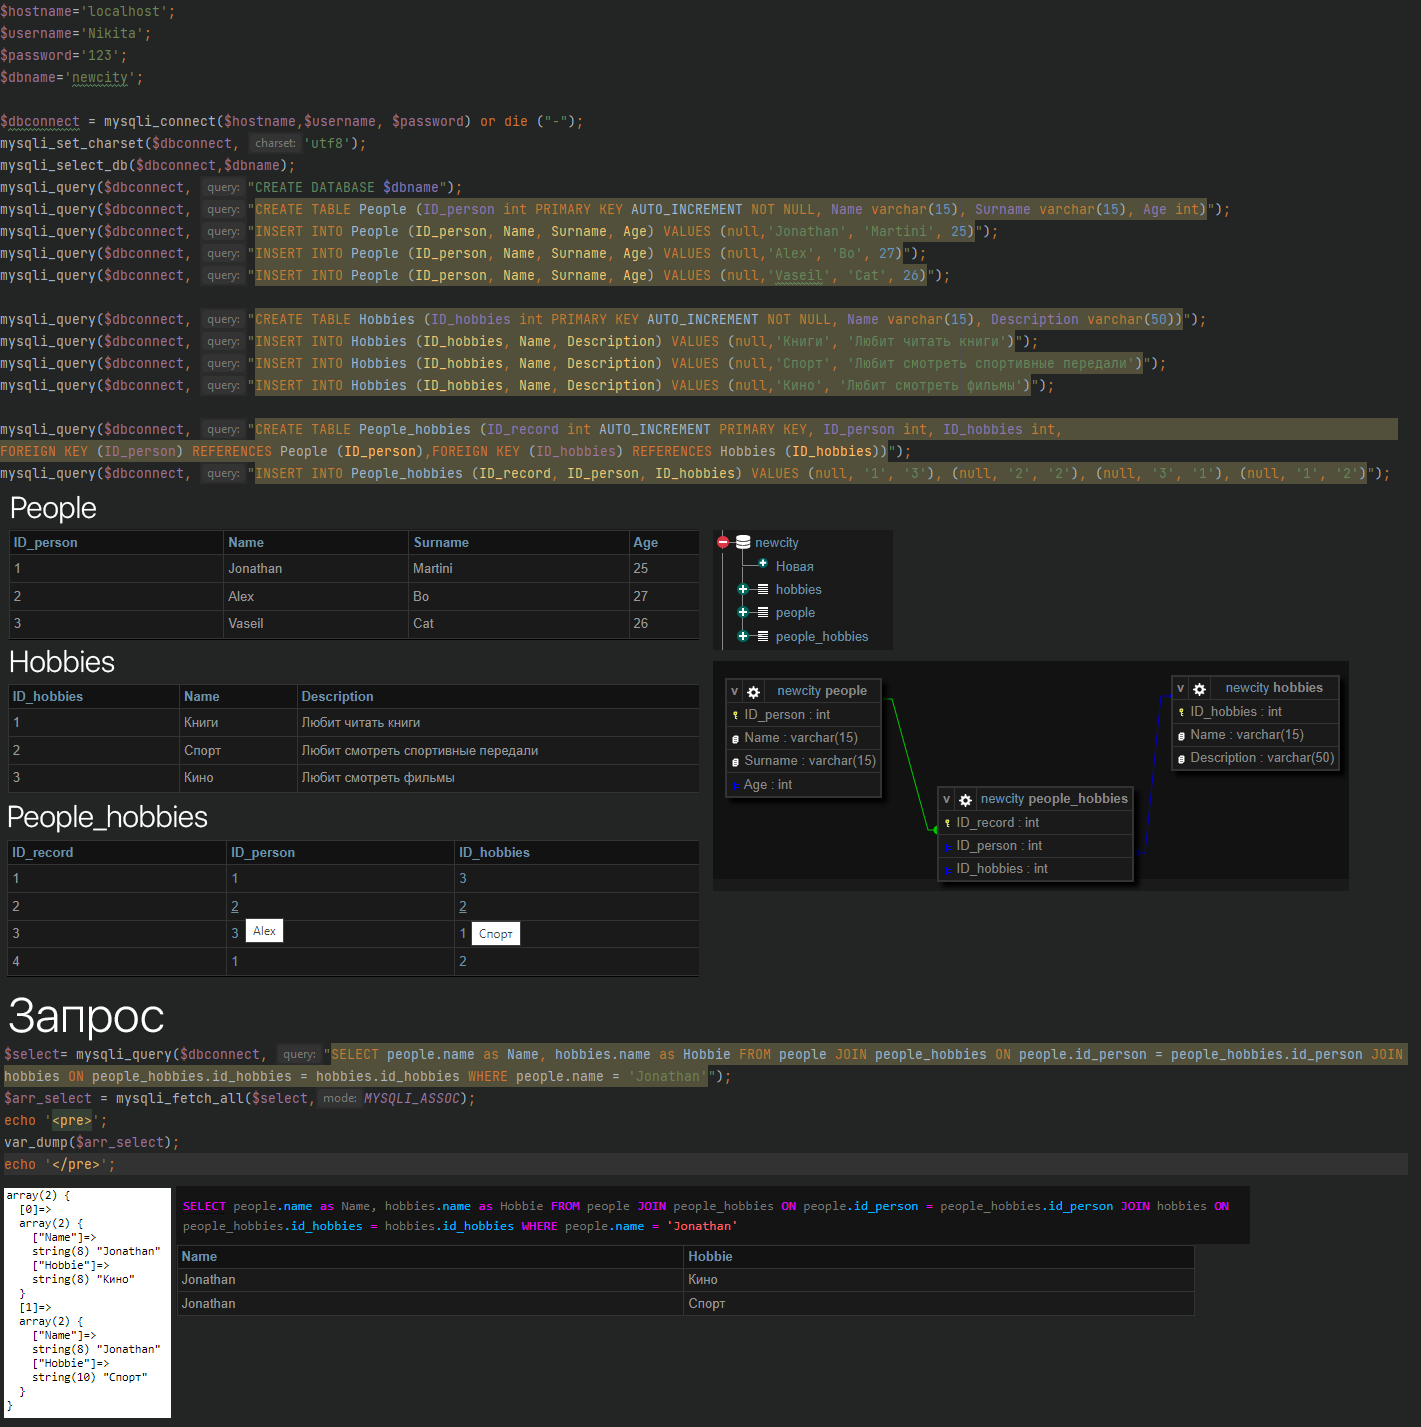 $hostname='localhost';
$username='Nikita';
$password='123';
$dbname='newcity';
$dbconnect = mysqli_connect($hostname,$username, $password) or die ("-");
mysqli_set_charset($dbconnect, charset: 'utf8');
mysqli_select_db($dbconnect,$dbname);
mysqli_query($dbconnect, query: "CREATE DATABASE $dbname");
mysqli_query($dbconnect, query: "CREATE TABLE People (ID_person int PRIMARY KEY AUTO_INCREMENT NOT NULL, Name varchar(15), Surname varchar(15), Age int)");
mysqli_query($dbconnect, query: "INSERT INTO People (ID_person, Name, Surname, Age) VALUES (null,'Jonathan', 'Martini', 25)");
mysqli_query($dbconnect, query: "INSERT INTO People (ID_person, Name, Surname, Age) VALUES (null,'Alex', 'Bo', 27)");
mysqli_query($dbconnect, query: "INSERT INTO People (ID_person, Name, Surname, Age) VALUES (null,'Vaseil', 'Cat', 26)");
mysqli_query($dbconnect, query: "CREATE TABLE Hobbies (ID_hobbies int PRIMARY KEY AUTO_INCREMENT NOT NULL, Name varchar(15), Description varchar(50))");
mysqli_query($dbconnect, query: "INSERT INTO Hobbies (ID_hobbies, Name, Description) VALUES (null,'Книги', 'Любит читать книги')");
mysqli_query($dbconnect, query: "INSERT INTO Hobbies (ID_hobbies, Name, Description) VALUES (null,'Спорт', 'Любит смотреть спортивные передали')");
mysqli_query($dbconnect, query: "INSERT INTO Hobbies (ID_hobbies, Name, Description) VALUES (null,'Кино', 'Любит смотреть фильмы')");
mysqli_query($dbconnect, query: "CREATE TABLE People_hobbies (ID_record int AUTO_INCREMENT PRIMARY KEY, ID_person int, ID_hobbies int,
FOREIGN KEY (ID_person) REFERENCES People (ID_person),FOREIGN KEY (ID_hobbies) REFERENCES Hobbies (ID_hobbies))");
mysqli_query($dbconnect, query: "INSERT INTO People_hobbies (ID_record, ID_person, ID_hobbies) VALUES (null, '1', '3'), (null, '2', '2'), (null, '3', '1'), (null, '1', '2')");
People
ID_person Name Surname Age
1 Jonathan Martini 25
2 Alex Bo 27
3 Vaseil Cat 26
newcity
Новая
hobbies
people
people_hobbies
Hobbies
ID_hobbies Name Description
1 Книги Любит читать книги
2 Спорт Любит смотреть спортивные передали
3 Кино Любит смотреть фильмы
v newcity people
ID_person : int
Name : varchar(15)
Surname : varchar(15)
Age : int
v newcity hobbies
ID_hobbies : int
Name : varchar(15)
Description : varchar(50)
v newcity people_hobbies
ID_record : int
ID_person : int
ID_hobbies : int
People_hobbies
ID_record ID_person ID_hobbies
1 1 3
2 2 2
3 3 Alex 1 Спорт
4 1 2
Запрос
$select= mysqli_query($dbconnect, query: "SELECT people.name as Name, hobbies.name as Hobbie FROM people JOIN people_hobbies ON people.id_person = people_hobbies.id_person JOIN
hobbies ON people_hobbies.id_hobbies = hobbies.id_hobbies WHERE people.name = 'Jonathan'");
$arr_select = mysqli_fetch_all($select, mode: MYSQLI_ASSOC);
echo '<pre>';
var_dump($arr_select);
echo '</pre>';
array(2) {
[0]=>
array(2) {
["Name"]=>
string(8) "Jonathan"
["Hobbie"]=>
string(8) "Кино"
}
[1]=>
array(2) {
["Name"]=>
string(8) "Jonathan"
["Hobbie"]=>
string(10) "Спорт"
}
}
SELECT people.name as Name, hobbies.name as Hobbie FROM people JOIN people_hobbies ON people.id_person = people_hobbies.id_person JOIN hobbies ON
people_hobbies.id_hobbies = hobbies.id_hobbies WHERE people.name = 'Jonathan'
Name Hobbie
Jonathan Кино
Jonathan Спорт